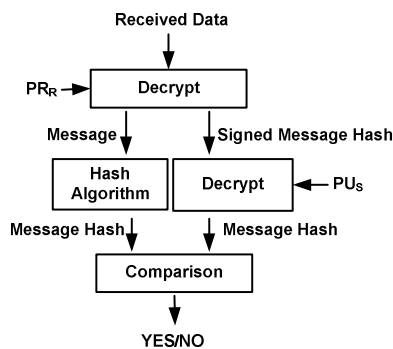 Received Data
PRR
Decrypt
Message
Signed Message Hash
Hash
Algorithm
Decrypt
PUS
Message Hash
Message Hash
Comparison
YES/NO